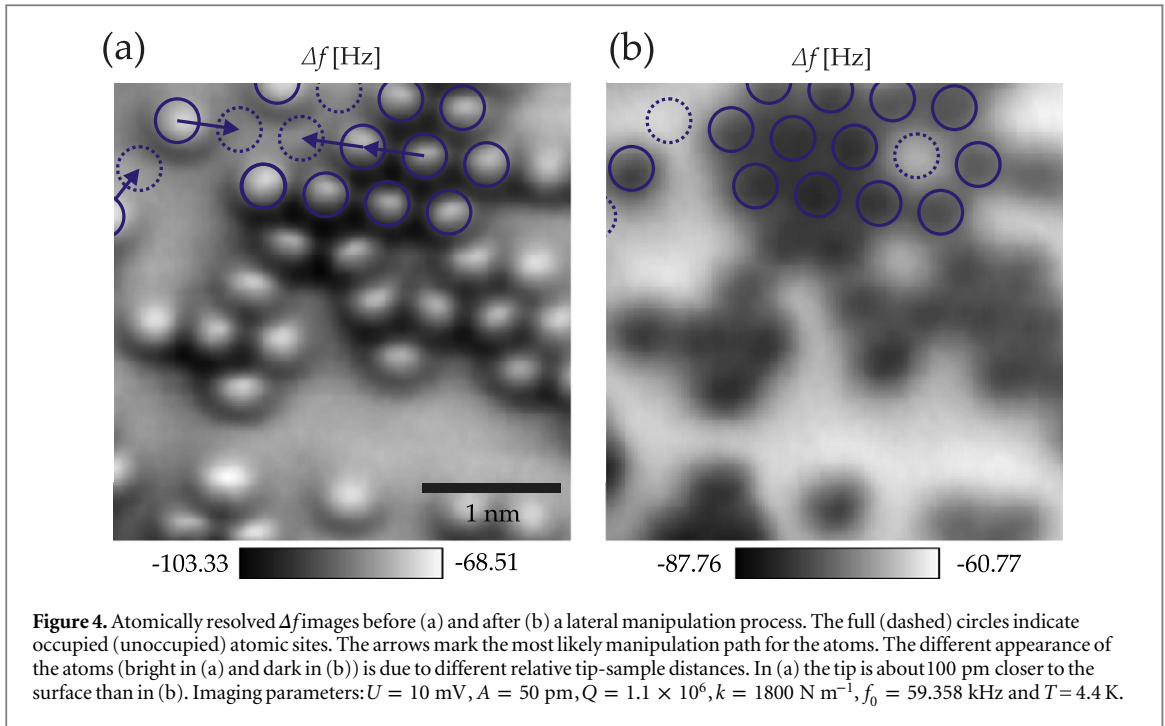 (a)
Δf [Hz]
(b)
Δf [Hz]
1 nm
-103.33
-68.51
-87.76
-60.77
Figure 4. Atomically resolved Δf images before (a) and after (b) a lateral manipulation process. The full (dashed) circles indicate
occupied (unoccupied) atomic sites. The arrows mark the most likely manipulation path for the atoms. The different appearance of
the atoms (bright in (a) and dark in (b)) is due to different relative tip-sample distances. In (a) the tip is about 100 pm closer to the
surface than in (b). Imaging parameters: U = 10 mV, A = 50 pm, Q = 1.1 × 10⁶, k = 1800 N m⁻¹, f₀ = 59.358 kHz and T = 4.4 K.